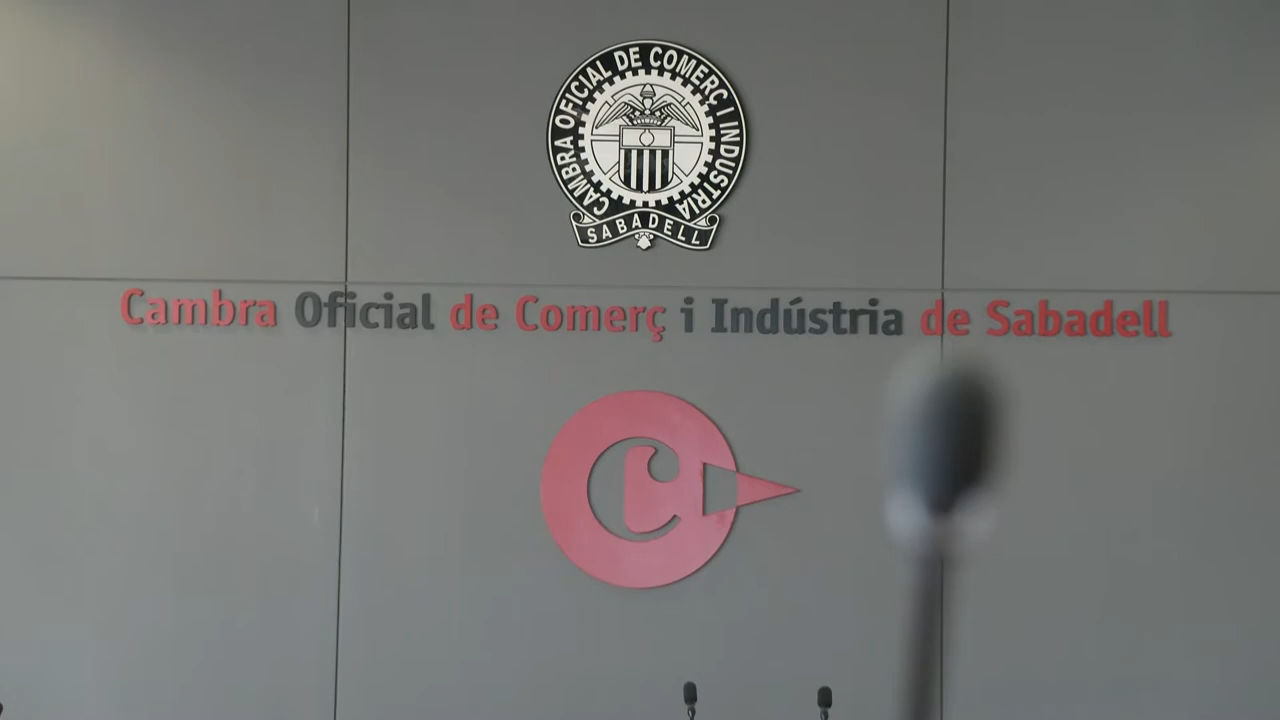 CAMBRA OFICIAL DE COMERÇ I INDUSTRIA
SABADELL
Cambra Oficial de Comerç i Indústria de Sabadell